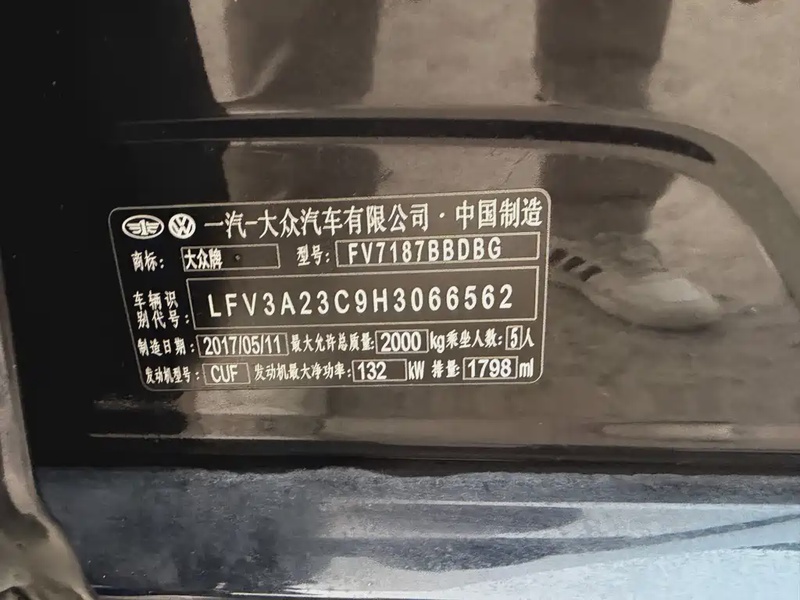 一汽-大众汽车有限公司·中国制造
商标: 大众牌 型号: FV7187BBDBG
车辆识别代号: LFV3A23C9H3066562
制造日期: 2017/05/11 最大允许总质量: 2000 kg 乘坐人数: 5 人
发动机型号: CUF 发动机最大净功率: 132 kW 排量: 1798 ml